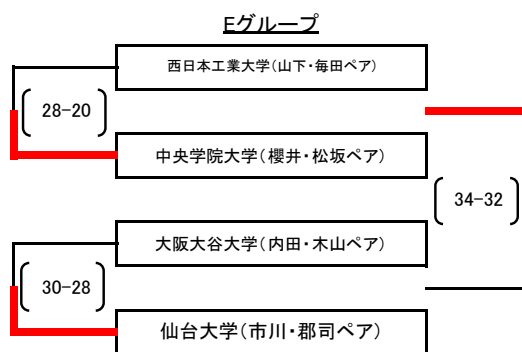 Eグループ
西日本工業大学(山下・毎田ペア)
28-20
中央学院大学(櫻井・松坂ペア)
34-32
大阪大谷大学(内田・木山ペア)
30-28
仙台大学(市川・郡司ペア)